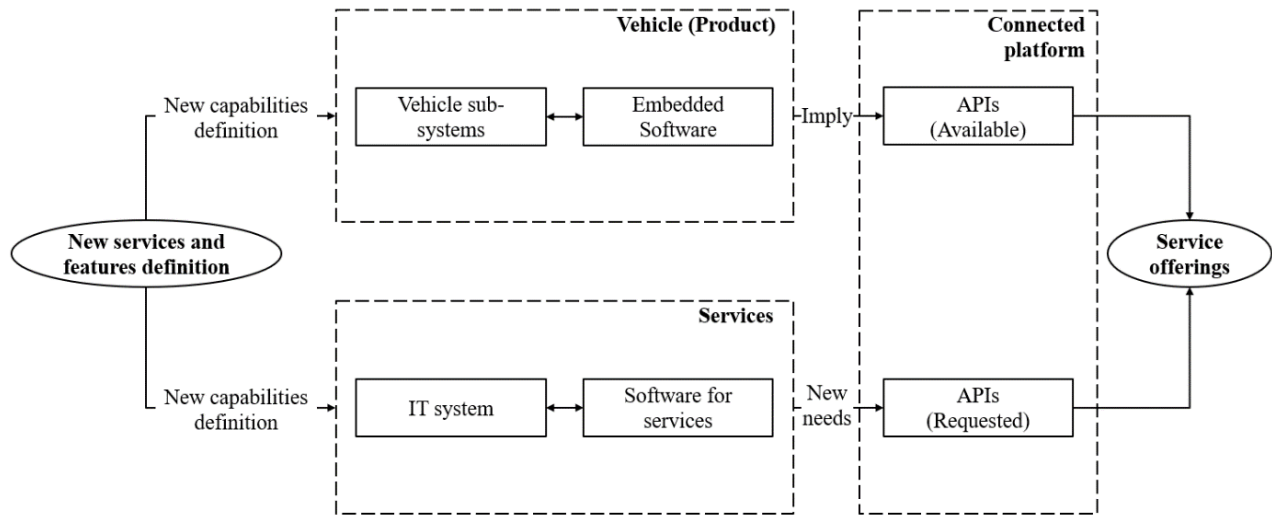 Vehicle (Product)
Connected
platform
New capabilities
definition
Vehicle sub-
systems
Embedded
Software
Imply
APIs
(Available)
New services and
features definition
Service
offerings
Services
New capabilities
definition
IT system
Software for
services
New
needs
APIs
(Requested)